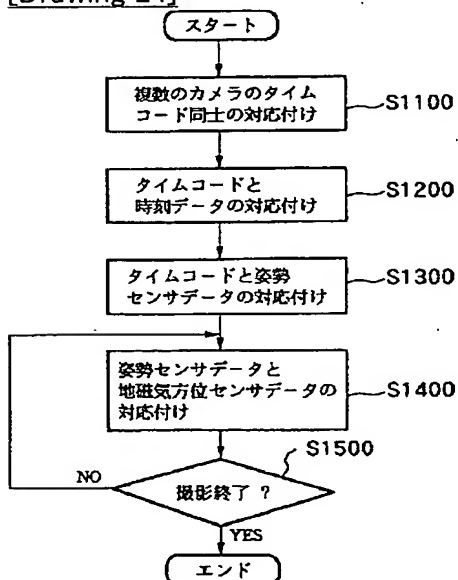 スタート
複数のカメラのタイム
コード同士の対応付け
S1100
タイムコードと
時刻データの対応付け
S1200
タイムコードと姿勢
センサデータの対応付け
S1300
姿勢センサデータと
地磁気方位センサデータの
対応付け
S1400
S1500
撮影終了 ?
NO
YES
エンド